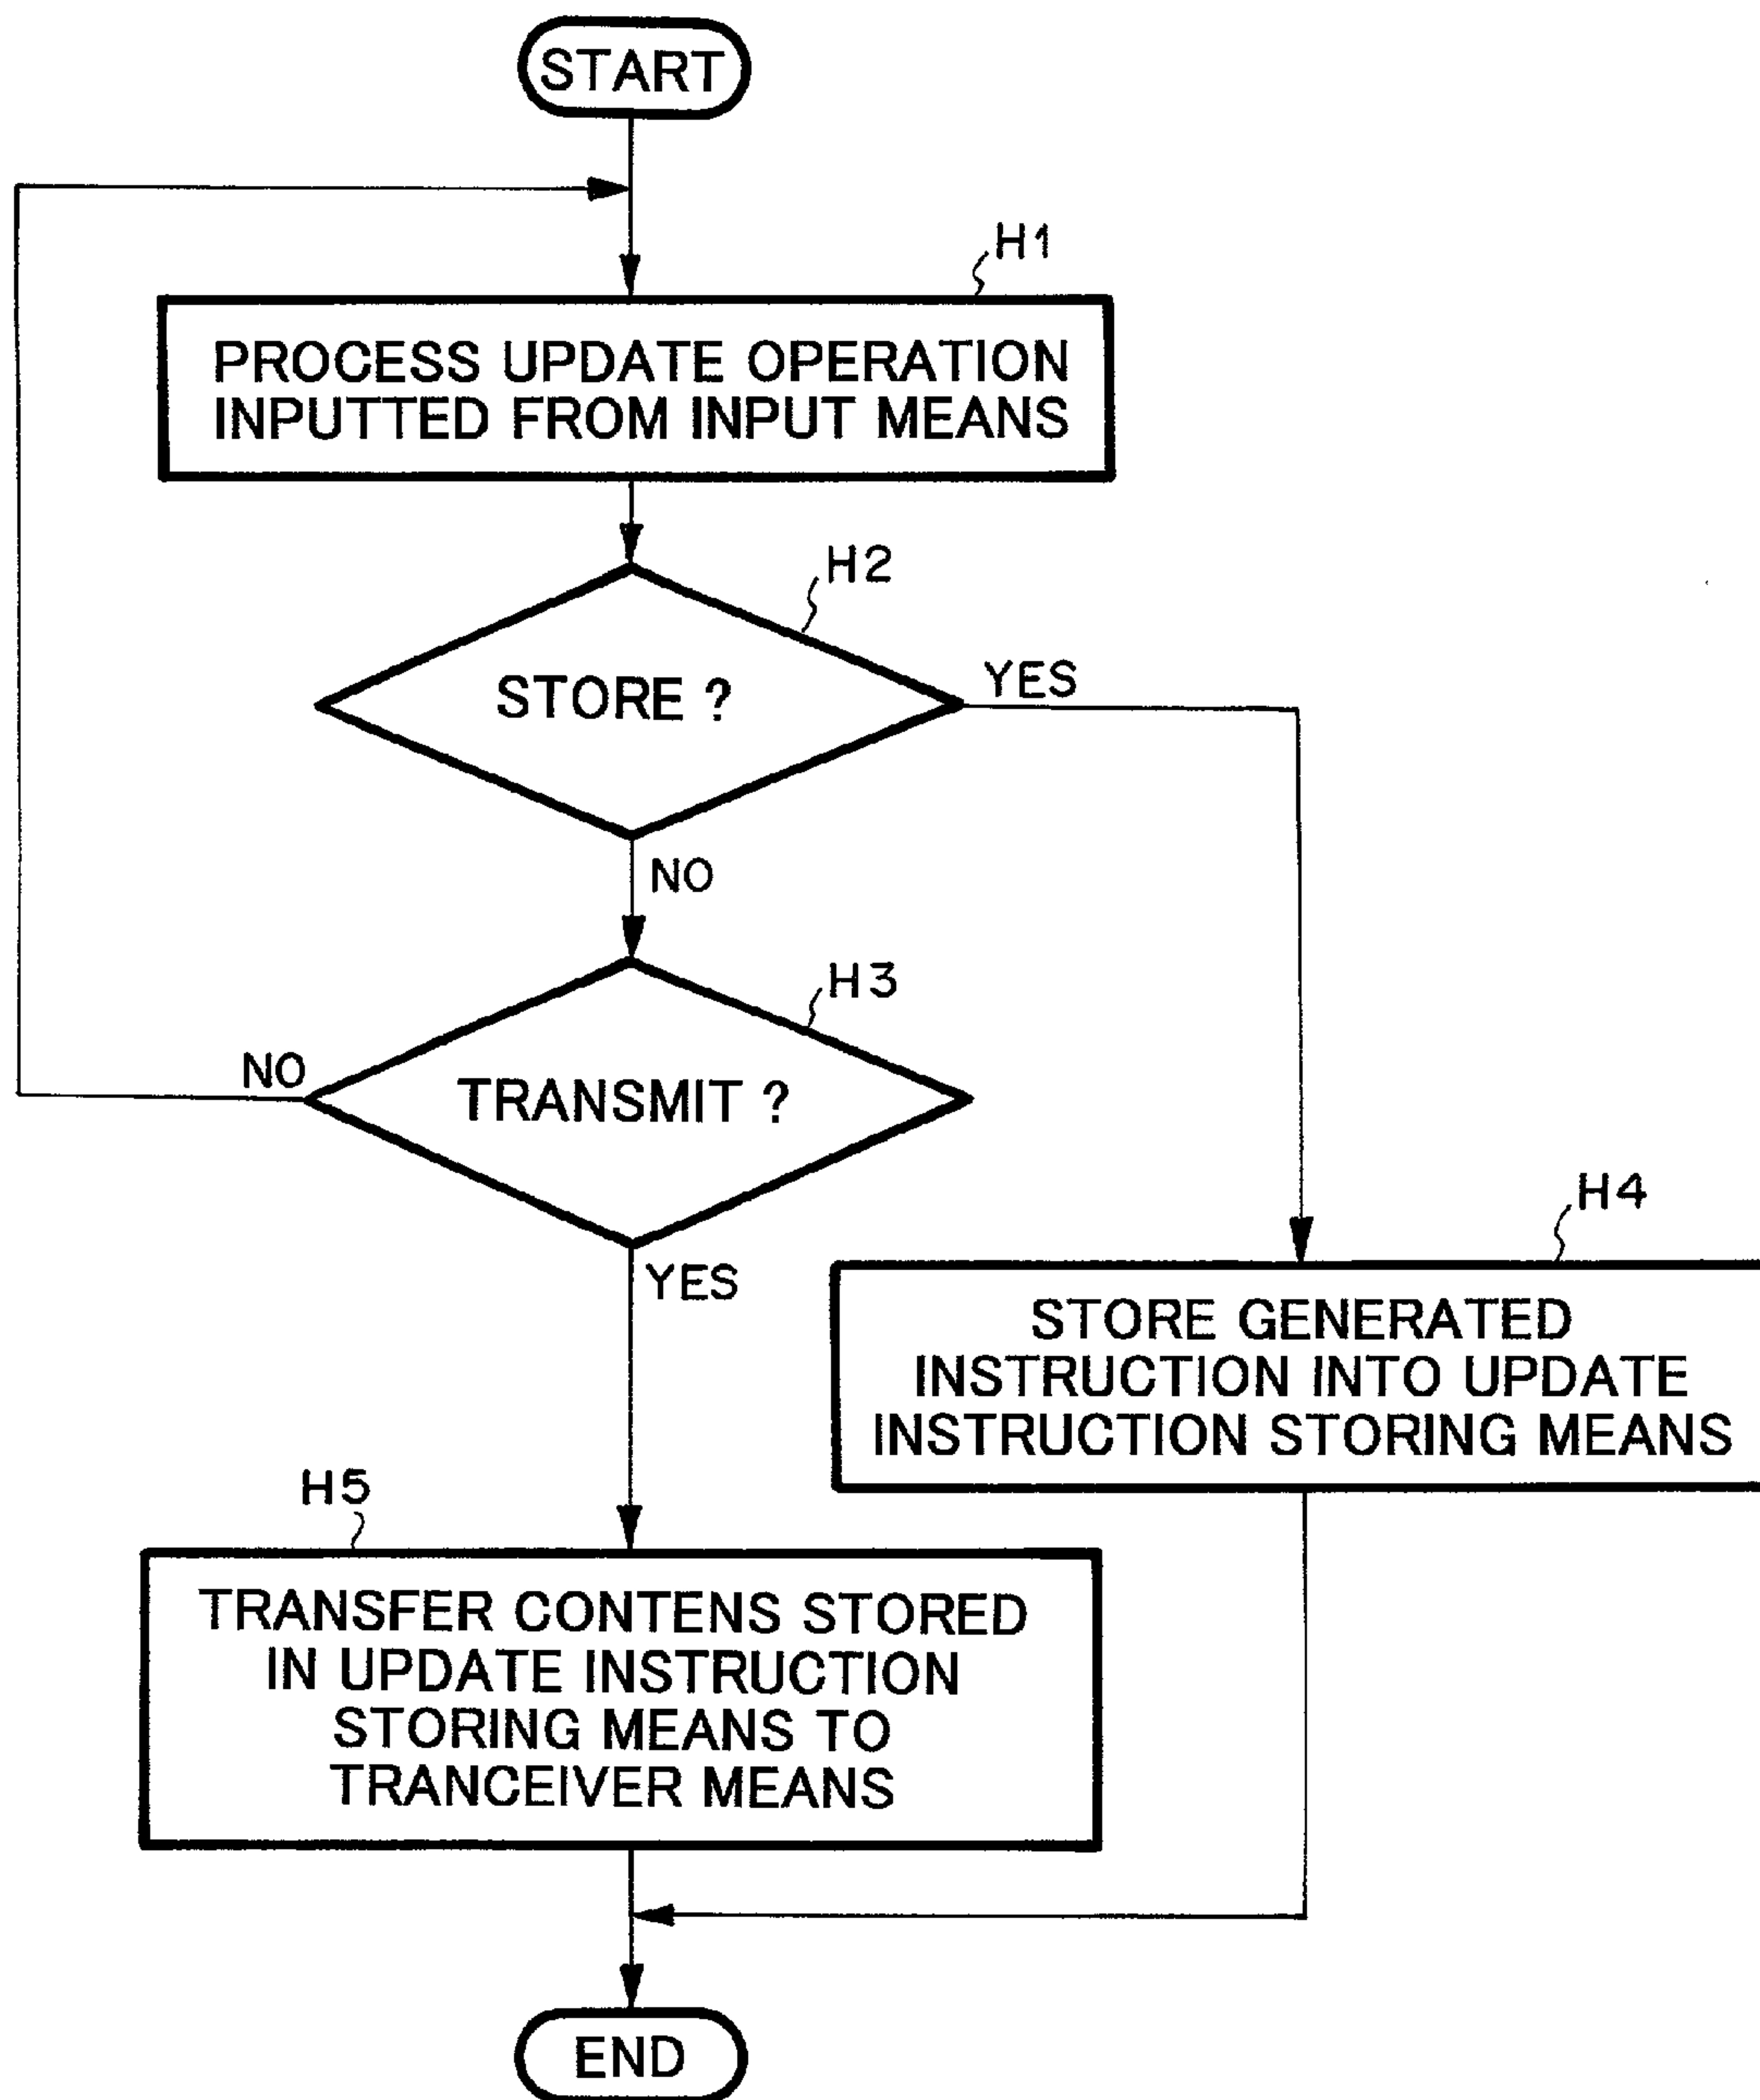 START
H1
PROCESS UPDATE OPERATION
INPUTTED FROM INPUT MEANS
H2
STORE ?
YES
NO
H3
TRANSMIT ?
NO
YES
H4
STORE GENERATED
INSTRUCTION INTO UPDATE
INSTRUCTION STORING MEANS
H5
TRANSFER CONTENS STORED
IN UPDATE INSTRUCTION
STORING MEANS TO
TRANCEIVER MEANS
END